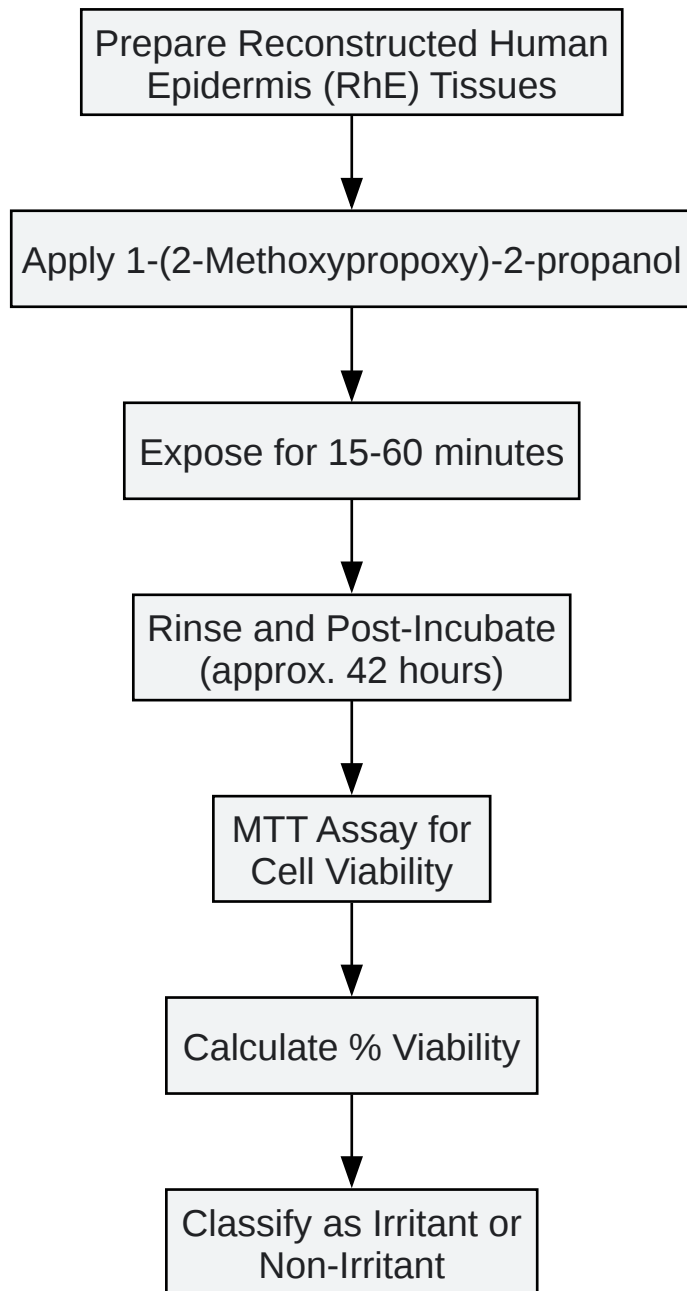 Prepare Reconstructed Human
Epidermis (RhE) Tissues
Apply 1-(2-Methoxypropoxy)-2-propanol
Expose for 15-60 minutes
Rinse and Post-Incubate
(approx. 42 hours)
MTT Assay for
Cell Viability
Calculate % Viability
Classify as Irritant or
Non-Irritant